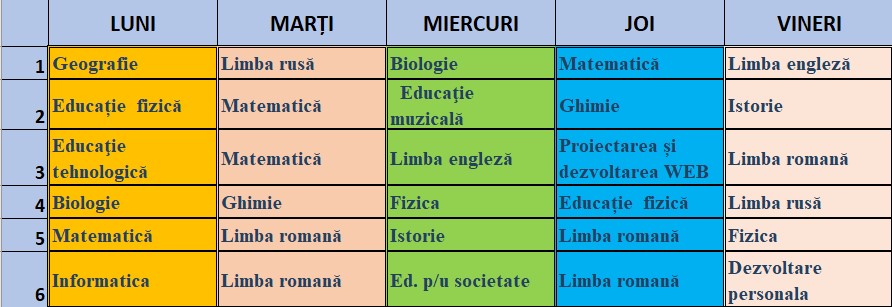 LUNI MARȚI MIERCURI JOI VINERI
1 Geografie Limba rusă Biologie Matematică Limba engleză
2 Educație fizică Matematică Educaţie muzicală Ghimie Istorie
3 Educaţie tehnologică Matematică Limba engleză Proiectarea și dezvoltarea WEB Limba romană
4 Biologie Ghimie Fizica Educație fizică Limba rusă
5 Matematică Limba romană Istorie Limba romană Fizica
6 Informatica Limba romană Ed. p/u societate Limba romană Dezvoltare personala